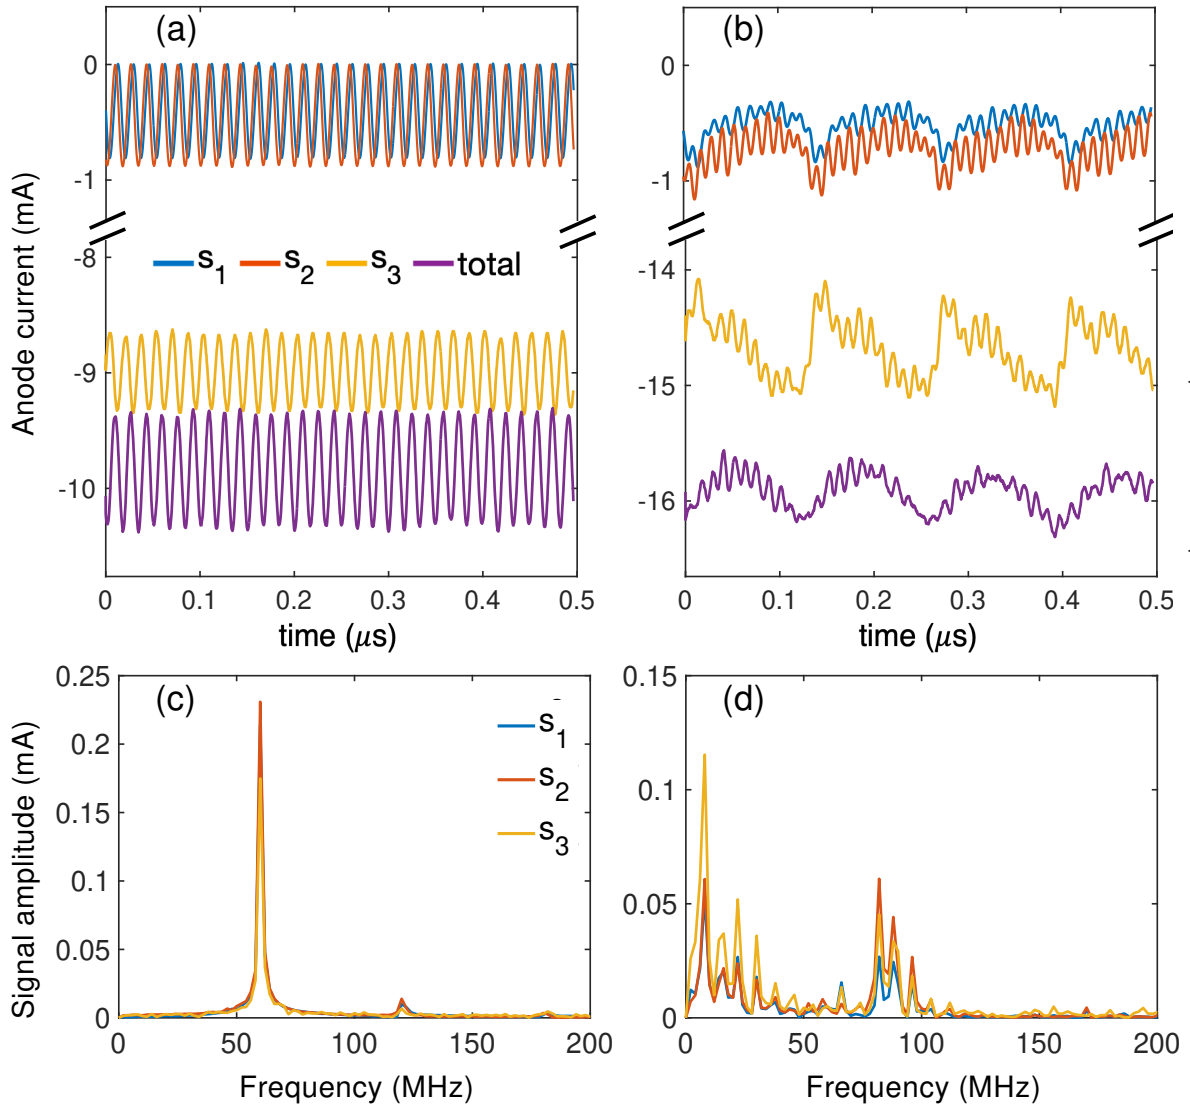 (a)
(b)
Anode current (mA)
0
-1
-8
-9
-10
s1 s2 s3 total
0 0.1 0.2 0.3 0.4 0.5
time (μs)
0
-1
-14
-15
-16
0 0.1 0.2 0.3 0.4 0.5
time (μs)
(c)
(d)
Signal amplitude (mA)
0.25
0.2
0.15
0.1
0.05
0
s1
s2
s3
0 50 100 150 200
Frequency (MHz)
0.15
0.1
0.05
0
0 50 100 150 200
Frequency (MHz)